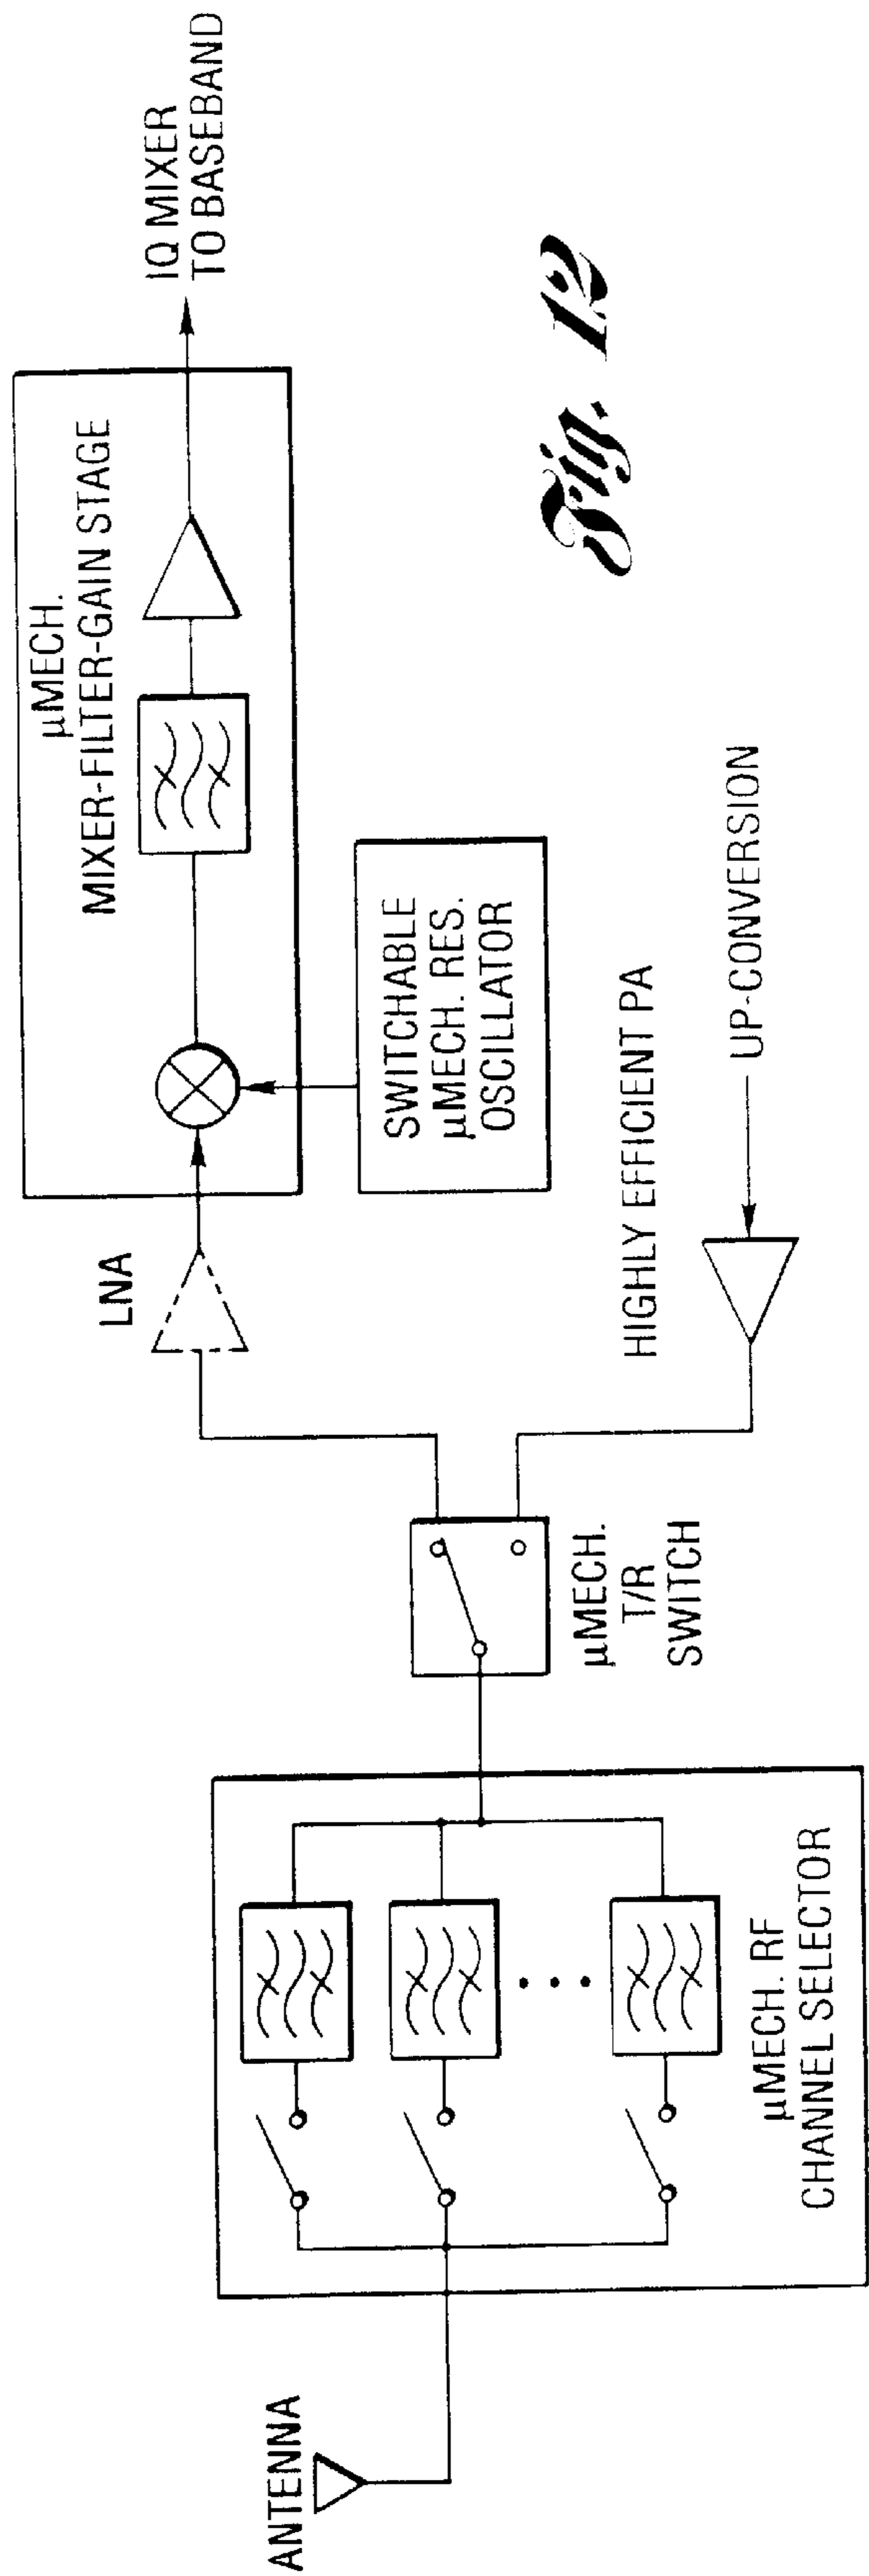 ANTENNA
µMECH. RF
CHANNEL SELECTOR
µMECH.
T/R
SWITCH
LNA
HIGHLY EFFICIENT PA
UP-CONVERSION
SWITCHABLE
µMECH. RES.
OSCILLATOR
µMECH.
MIXER-FILTER-GAIN STAGE
IQ MIXER
TO BASEBAND
Fig. 12